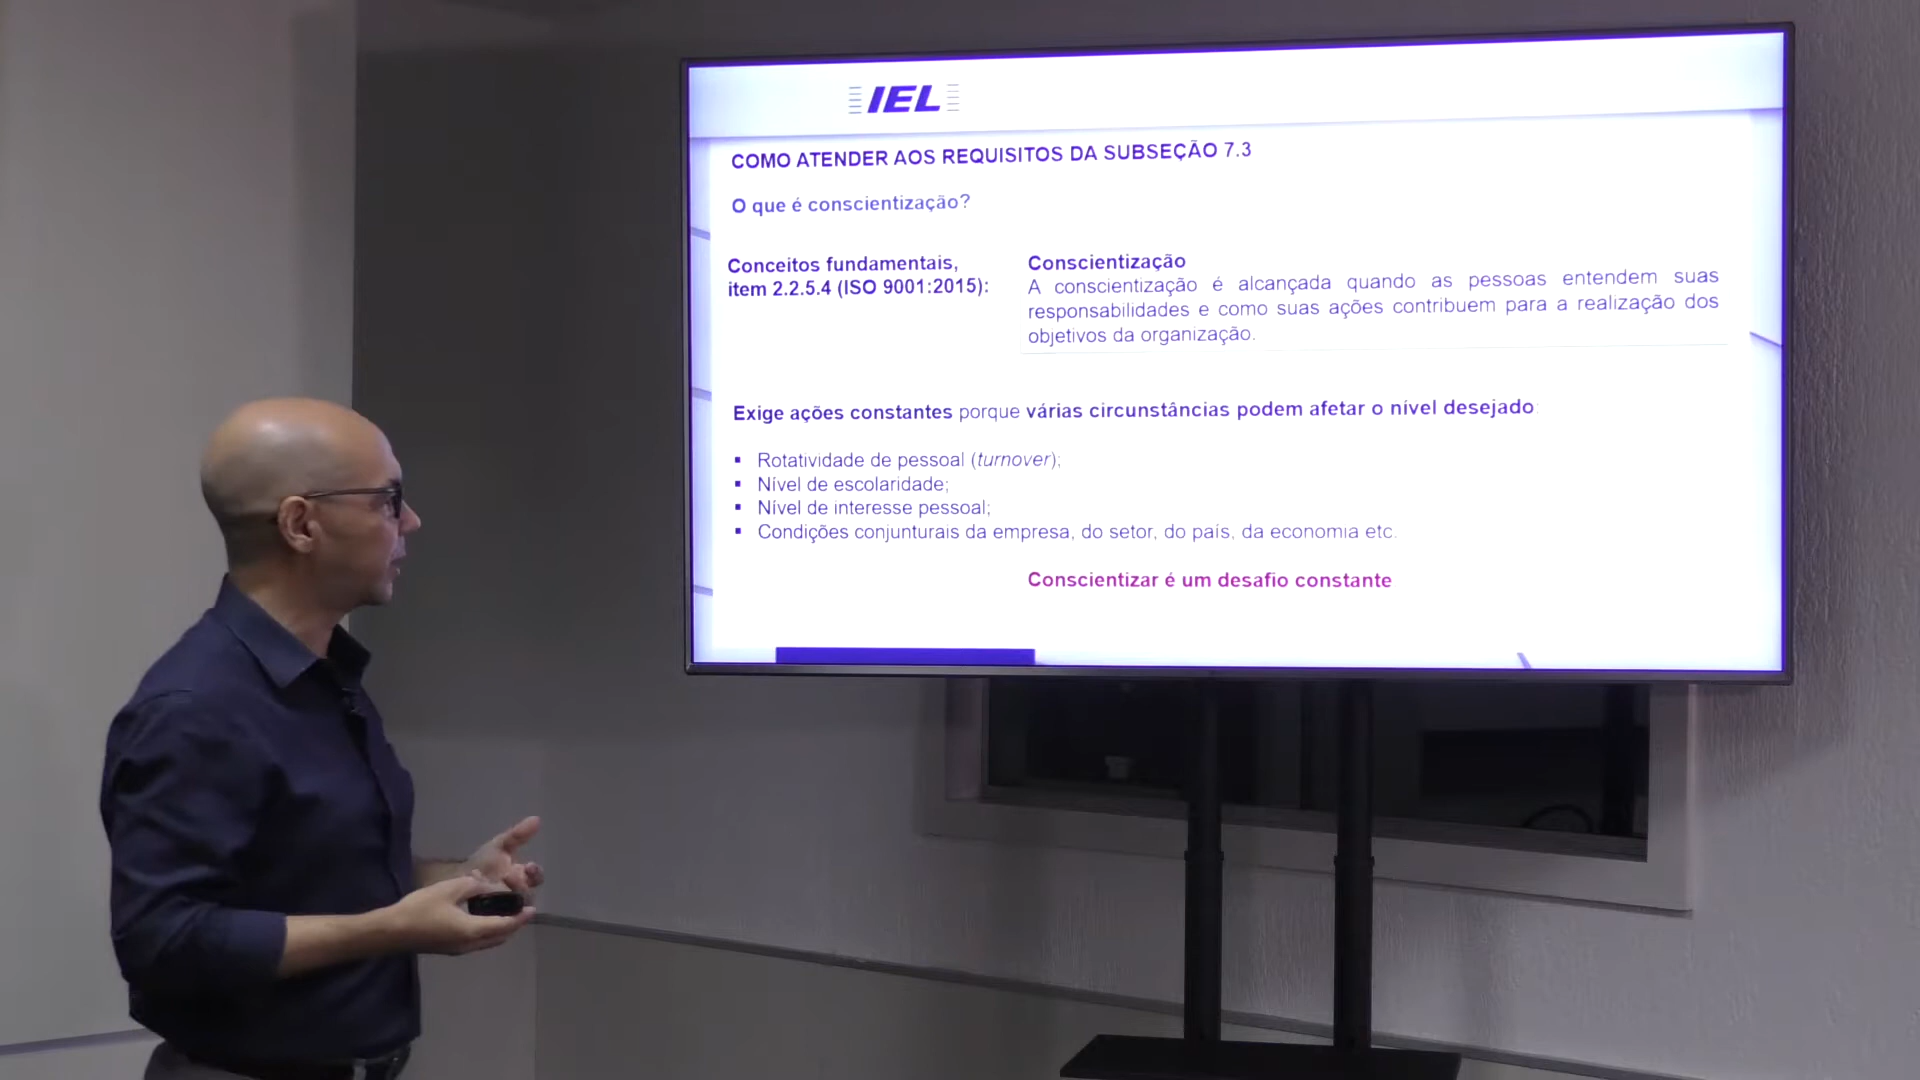 IEL
COMO ATENDER AOS REQUISITOS DA SUBSEÇÃO 7.3
O que é conscientização?
Conceitos fundamentais,
item 2.2.5.4 (ISO 9001:2015):
Conscientização
A conscientização é alcançada quando as pessoas entendem suas
responsabilidades e como suas ações contribuem para a realização dos
objetivos da organização.
Exige ações constantes porque várias circunstâncias podem afetar o nível desejado
▪ Rotatividade de pessoal (turnover);
▪ Nível de escolaridade;
▪ Nível de interesse pessoal;
▪ Condições conjunturais da empresa, do setor, do país, da economia etc.
Conscientizar é um desafio constante